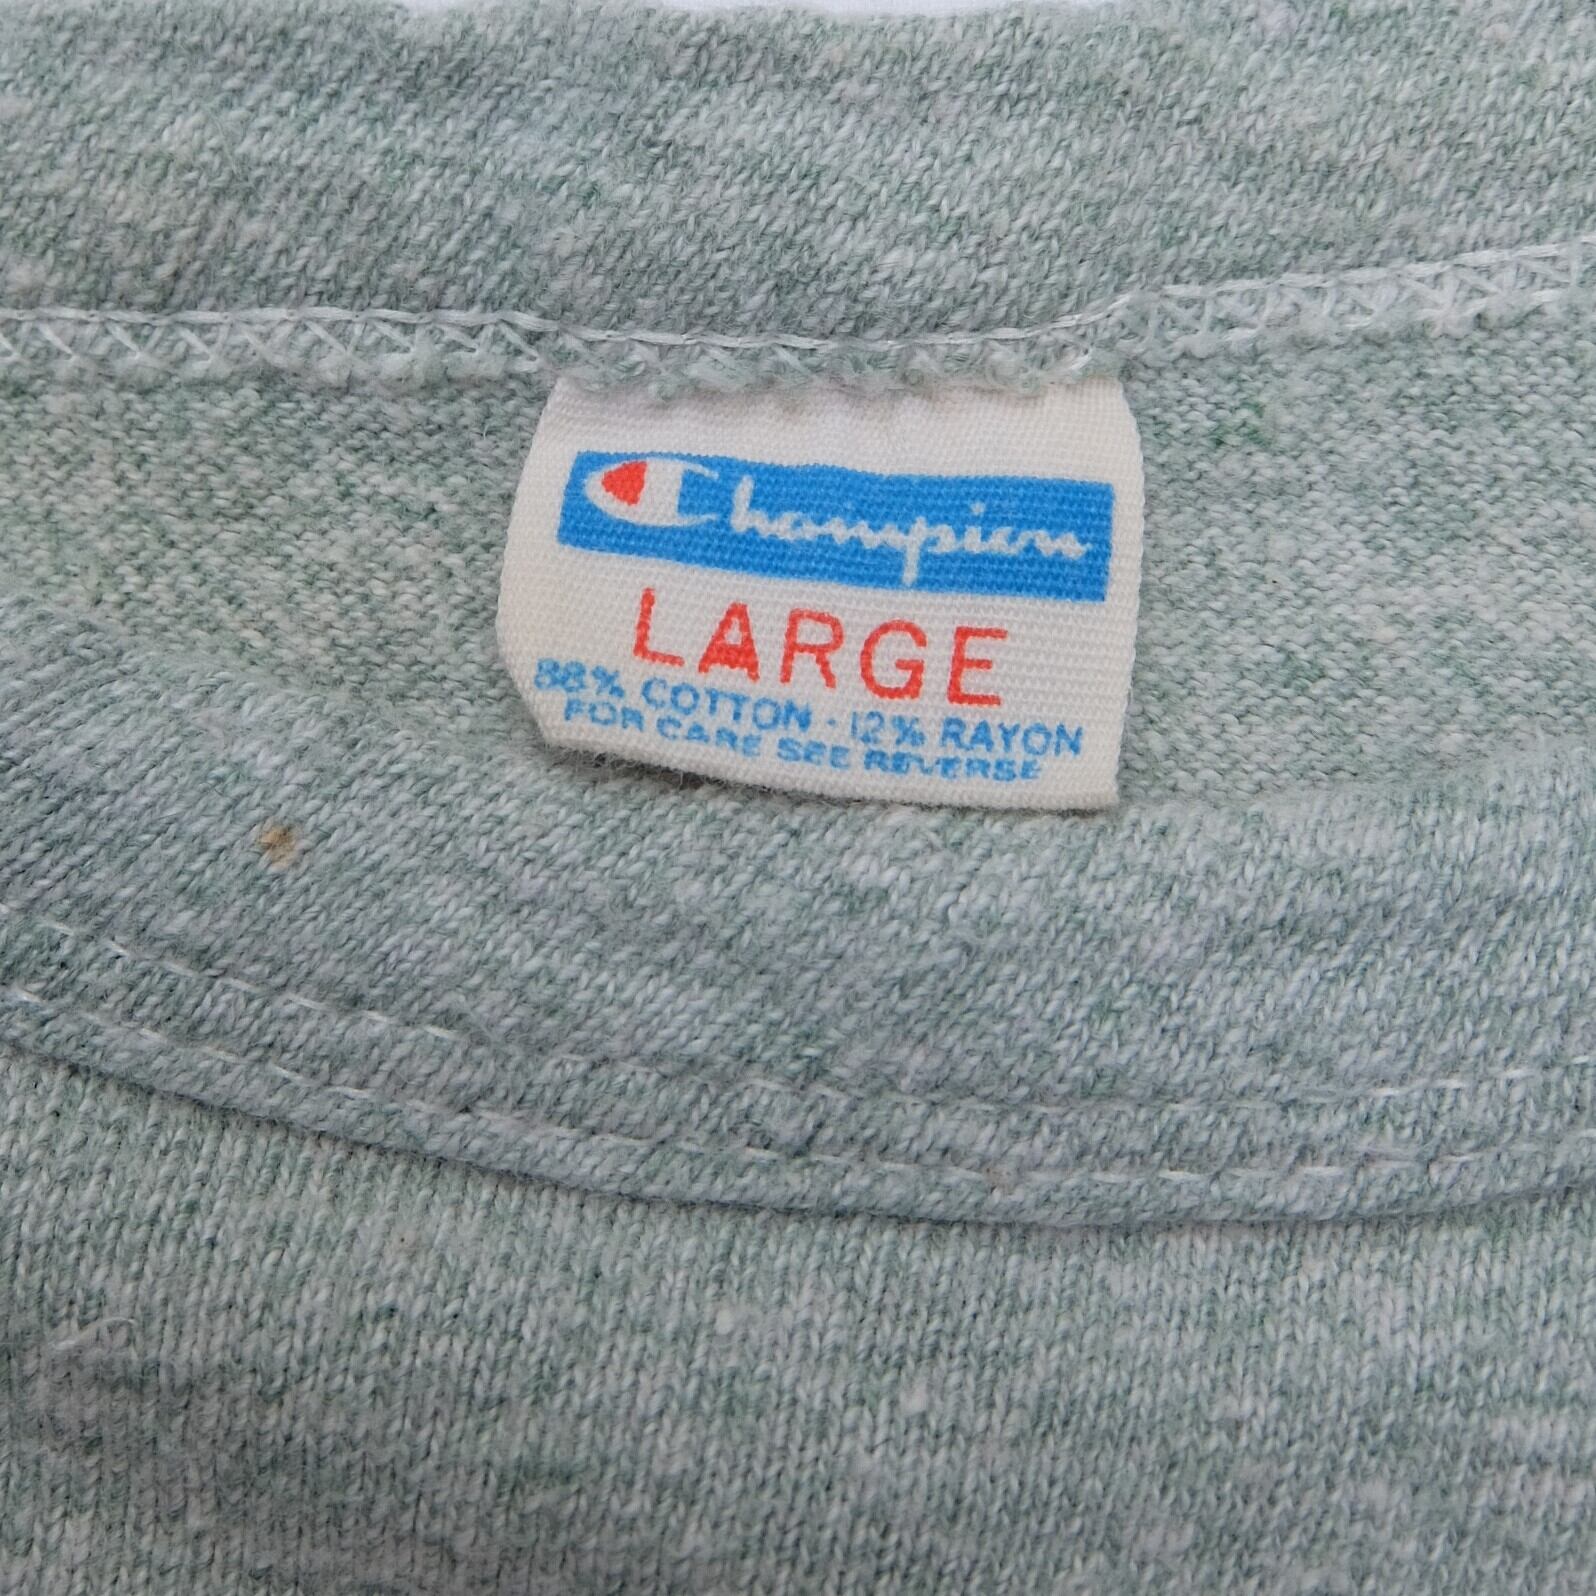 Champion
LARGE
88% COTTON - 12% RAYON
FOR CARE SEE REVERSE